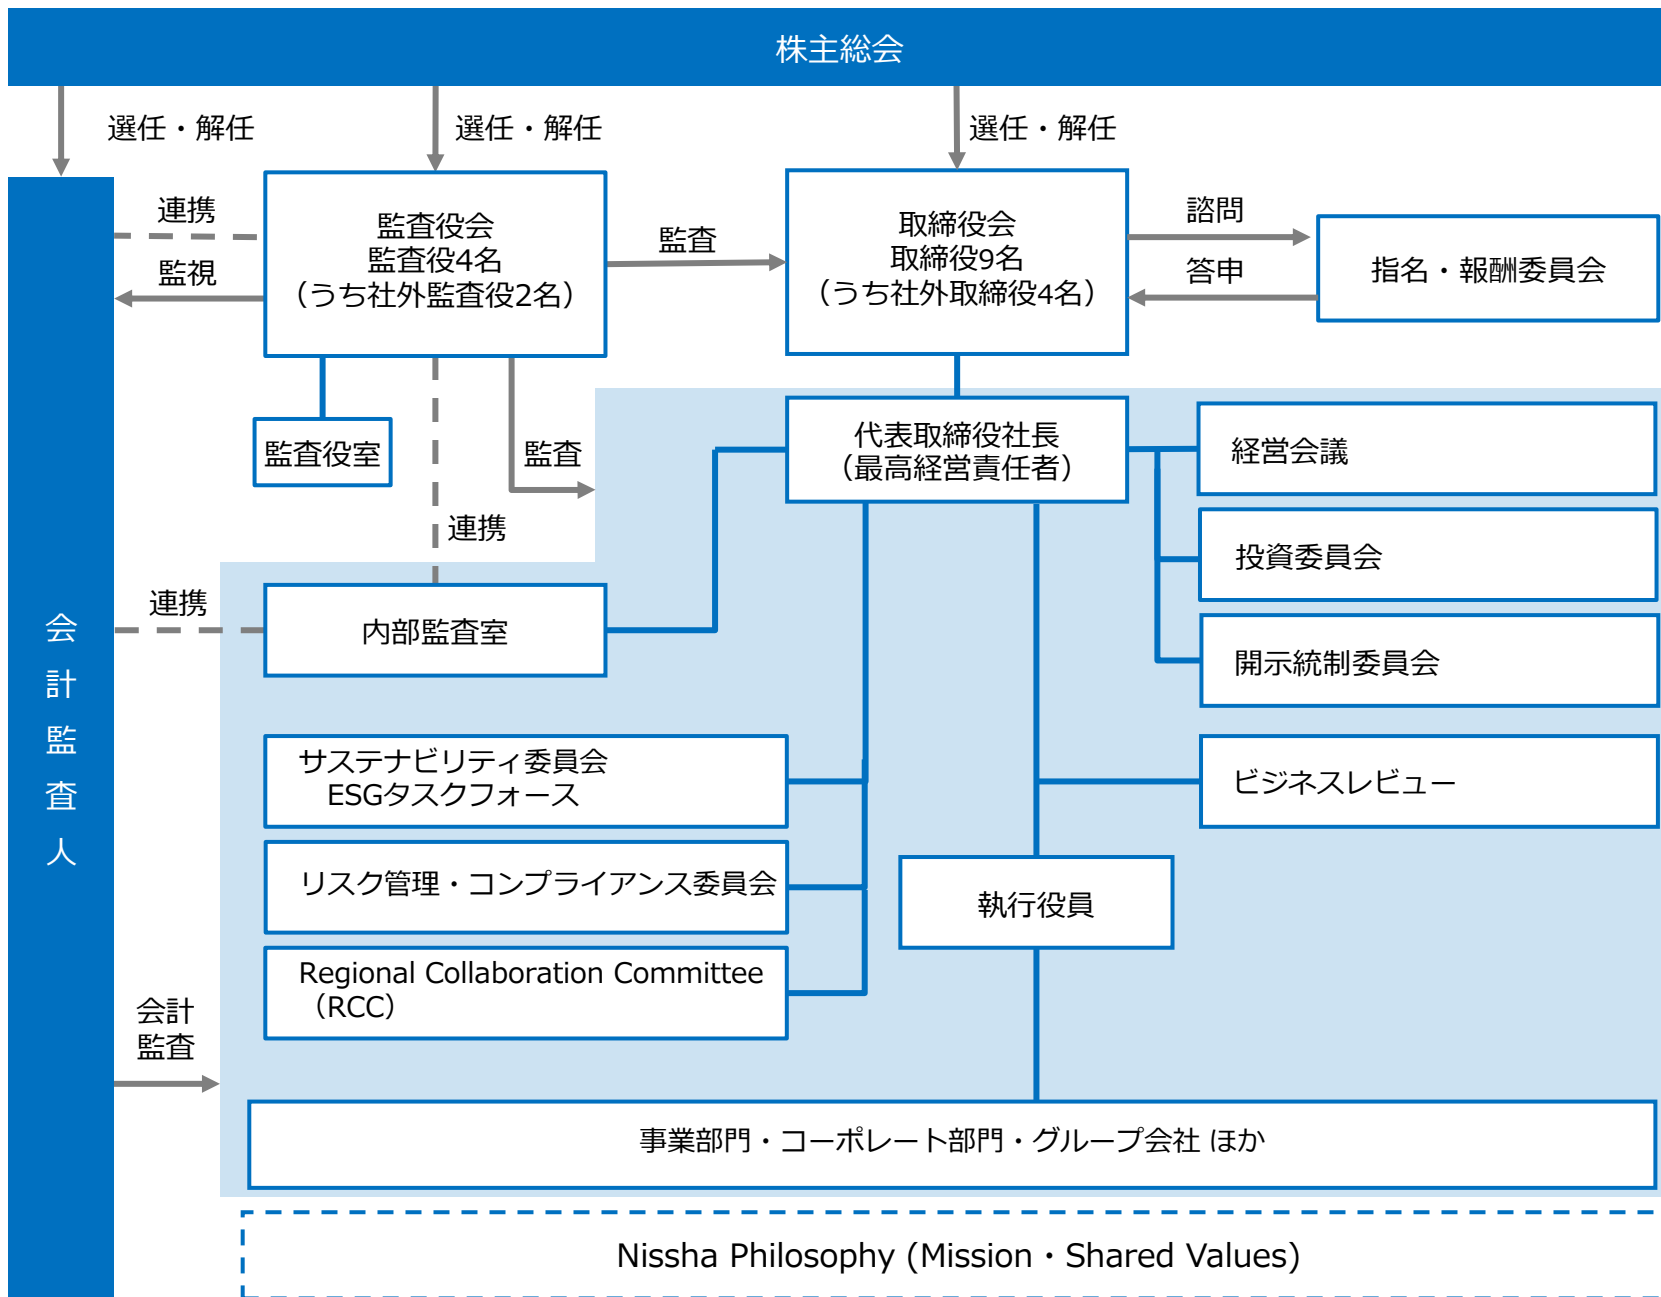 株主総会
選任・解任
選任・解任
選任・解任
連携
監視
監査役会
監査役4名
（うち社外監査役2名）
監査
取締役会
取締役9名
（うち社外取締役4名）
諮問
答申
指名・報酬委員会
監査役室
監査
連携
代表取締役社長
（最高経営責任者）
経営会議
投資委員会
開示統制委員会
連携
内部監査室
会計監査人
サステナビリティ委員会
ESGタスクフォース
ビジネスレビュー
リスク管理・コンプライアンス委員会
執行役員
Regional Collaboration Committee
（RCC）
会計
監査
事業部門・コーポレート部門・グループ会社 ほか
Nissha Philosophy (Mission・Shared Values)